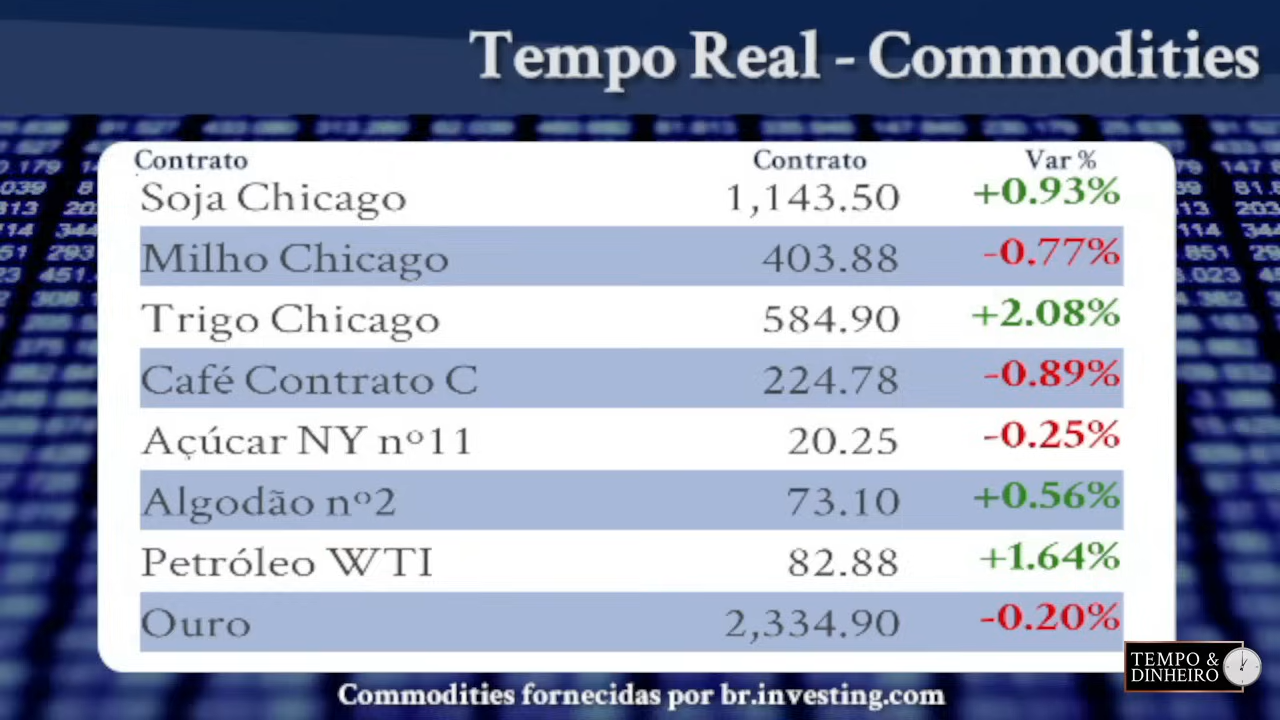 Tempo Real - Commodities
Contrato Contrato Var %
Soja Chicago 1,143.50 +0.93%
Milho Chicago 403.88 -0.77%
Trigo Chicago 584.90 +2.08%
Café Contrato C 224.78 -0.89%
Açúcar NY nº11 20.25 -0.25%
Algodão nº2 73.10 +0.56%
Petróleo WTI 82.88 +1.64%
Ouro 2,334.90 -0.20%
TEMPO &
DINHEIRO
Commodities fornecidas por br.investing.com